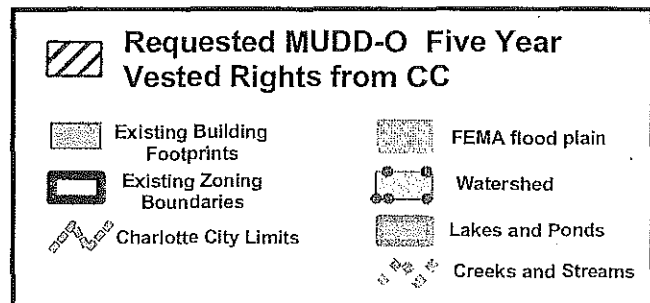 Requested MUDD-O Five Year
Vested Rights from CC
Existing Building
Footprints
Existing Zoning
Boundaries
Charlotte City Limits
FEMA flood plain
Watershed
Lakes and Ponds
Creeks and Streams